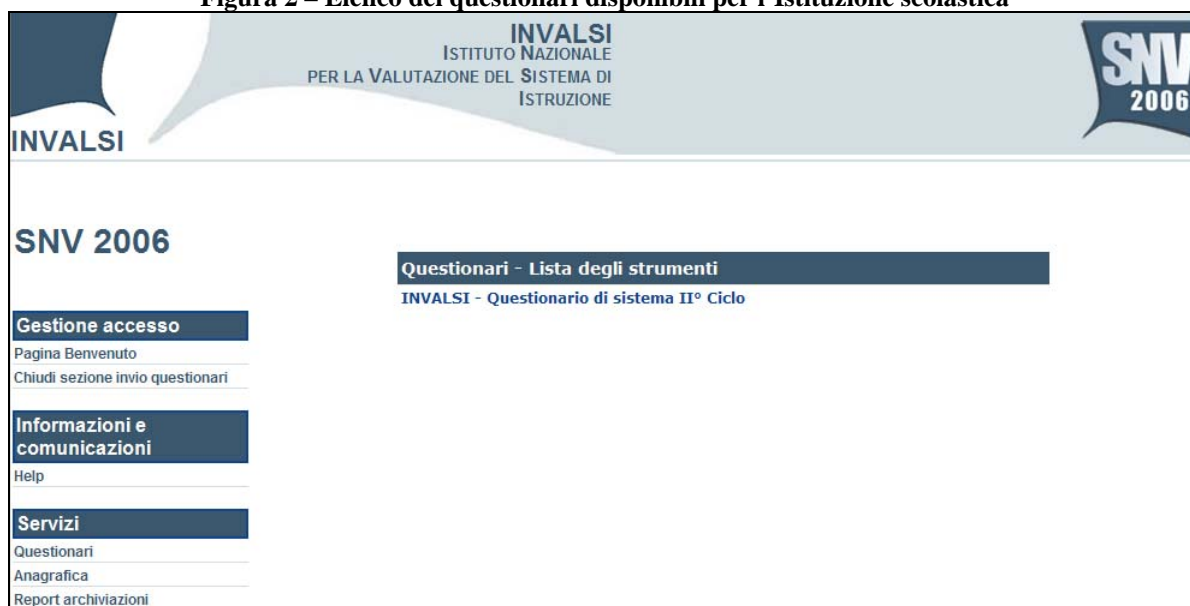 Figura 2 – Elenco dei questionari disponibili per l'Istituzione scolastica
INVALSI
ISTITUTO NAZIONALE
PER LA VALUTAZIONE DEL SISTEMA DI
ISTRUZIONE
SNV
2006
INVALSI
SNV 2006
Questionari - Lista degli strumenti
INVALSI - Questionario di sistema II° Ciclo
Gestione accesso
Pagina Benvenuto
Chiudi sezione invio questionari
Informazioni e
comunicazioni
Help
Servizi
Questionari
Anagrafica
Report archiviazioni